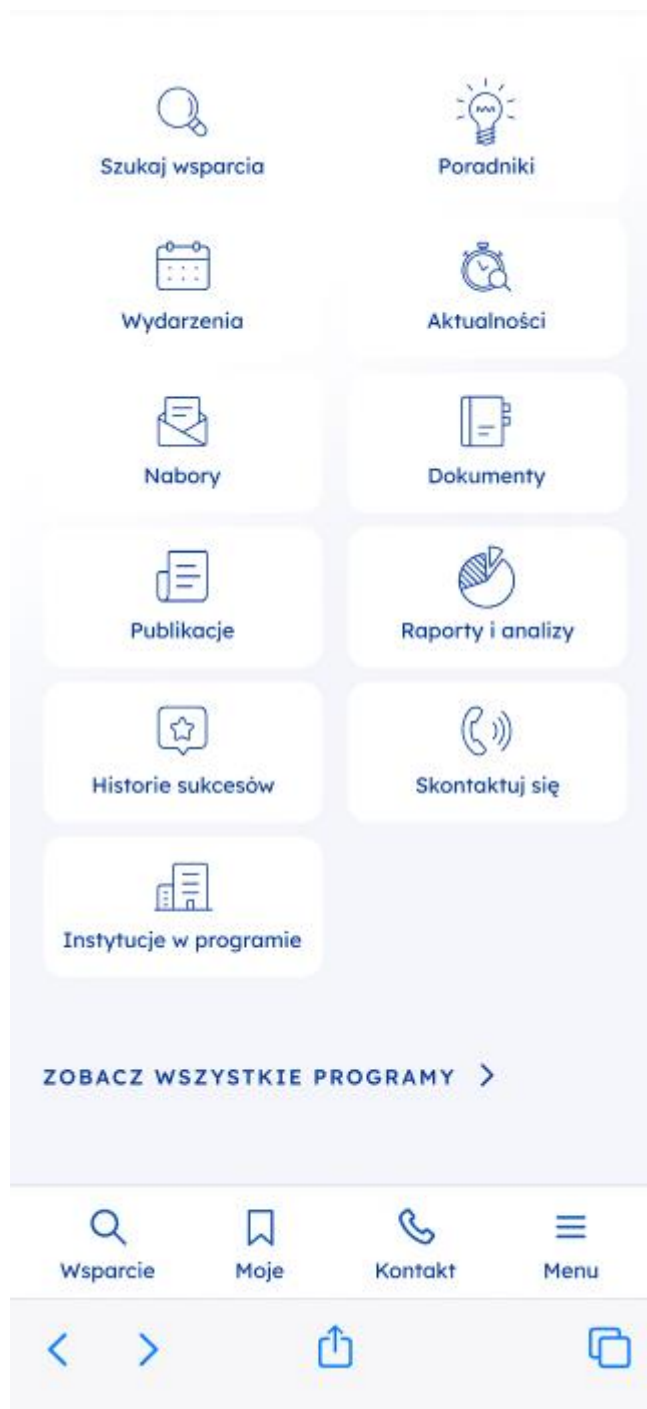 Szukaj wsparcia
Poradniki
Wydarzenia
Aktualności
Nabory
Dokumenty
Publikacje
Raporty i analizy
Historie sukcesów
Skontaktuj się
Instytucje w programie
ZOBACZ WSZYSTKIE PROGRAMY
Wsparcie
Moje
Kontakt
Menu